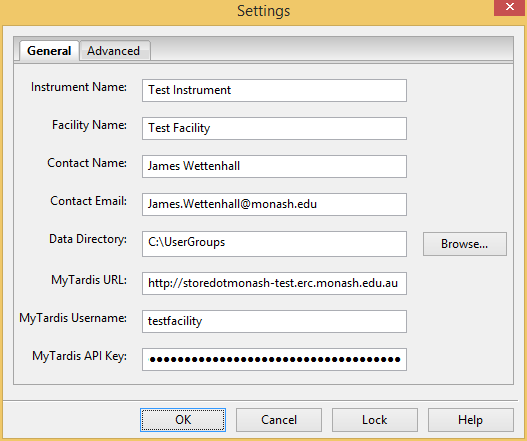 Settings
General Advanced
Instrument Name: Test Instrument
Facility Name: Test Facility
Contact Name: James Wettenhall
Contact Email: James.Wettenhall@monash.edu
Data Directory: C:\UserGroups Browse...
MyTardis URL: http://storedotmonash-test.erc.monash.edu.au
MyTardis Username: testfacility
MyTardis API Key: ●●●●●●●●●●●●●●●●●●●●●●●●●●●●●●●●●●●●
OK Cancel Lock Help